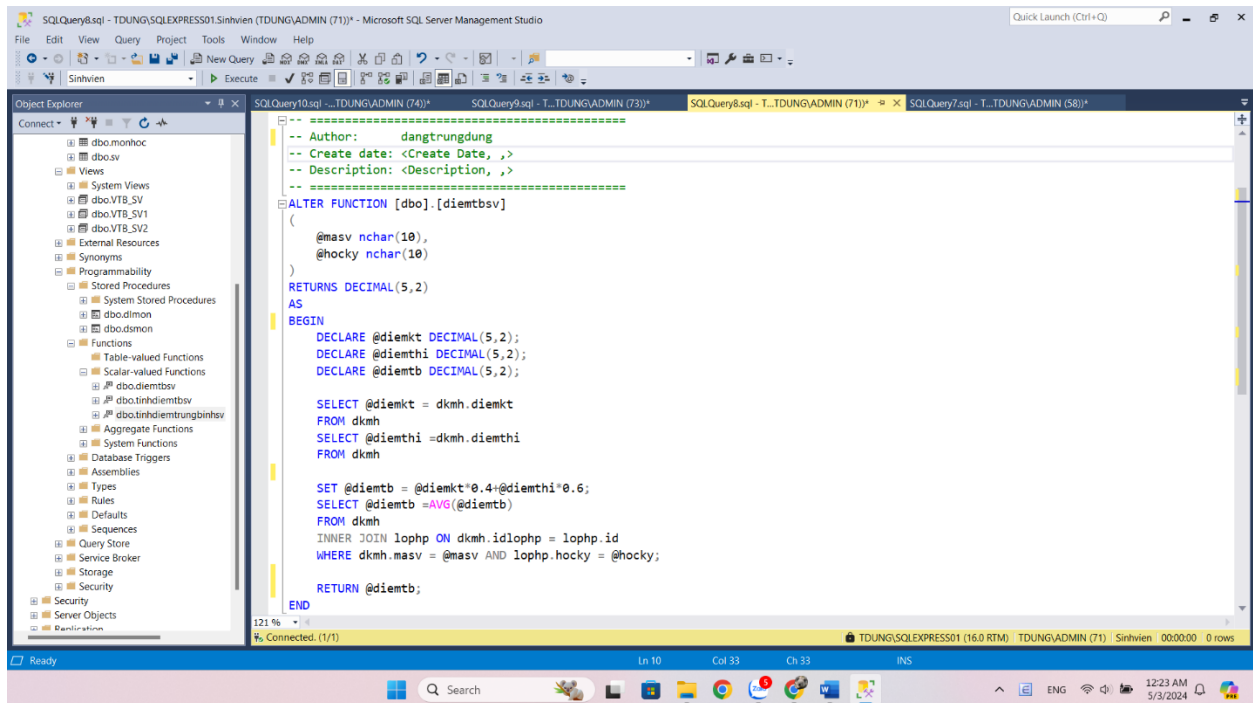 SQLQuery8.sql - TDUNG\SQLEXPRESS01.Sinhvien (TDUNG\ADMIN (71))* - Microsoft SQL Server Management Studio
Quick Launch (Ctrl+Q)
File Edit View Query Project Tools Window Help
New Query
Sinhvien
Execute
Object Explorer
SQLQuery10.sql -...TDUNG\ADMIN (74))*
SQLQuery9.sql - T...TDUNG\ADMIN (73))*
SQLQuery8.sql - T...TDUNG\ADMIN (71))*
SQLQuery7.sql - T...TDUNG\ADMIN (58))*
Connect
dbo.monhoc
dbo.sv
Views
System Views
dbo.VTB_SV
dbo.VTB_SV1
dbo.VTB_SV2
External Resources
Synonyms
Programmability
Stored Procedures
System Stored Procedures
dbo.dlmon
dbo.dsmon
Functions
Table-valued Functions
Scalar-valued Functions
dbo.diemtbsv
dbo.tinhdiemtbsv
dbo.tinhdiemtrungbinhsv
Aggregate Functions
System Functions
Database Triggers
Assemblies
Types
Rules
Defaults
Sequences
Query Store
Service Broker
Storage
Security
Security
Server Objects
Replication
-- =============================================
-- Author: dangtrungdung
-- Create date: <Create Date, ,>
-- Description: <Description, ,>
-- =============================================
ALTER FUNCTION [dbo].[diemtbsv]
(
@masv nchar(10),
@hocky nchar(10)
)
RETURNS DECIMAL(5,2)
AS
BEGIN
DECLARE @diemkt DECIMAL(5,2);
DECLARE @diemthi DECIMAL(5,2);
DECLARE @diemtb DECIMAL(5,2);
SELECT @diemkt = dkmh.diemkt
FROM dkmh
SELECT @diemthi =dkmh.diemthi
FROM dkmh
SET @diemtb = @diemkt*0.4+@diemthi*0.6;
SELECT @diemtb =AVG(@diemtb)
FROM dkmh
INNER JOIN lophp ON dkmh.idlophp = lophp.id
WHERE dkmh.masv = @masv AND lophp.hocky = @hocky;
RETURN @diemtb;
END
121 %
Connected. (1/1)
TDUNG\SQLEXPRESS01 (16.0 RTM) TDUNG\ADMIN (71) Sinhvien 00:00:00 0 rows
Ready
Ln 10 Col 33 Ch 33 INS
Search
5
ENG
12:23 AM
5/3/2024